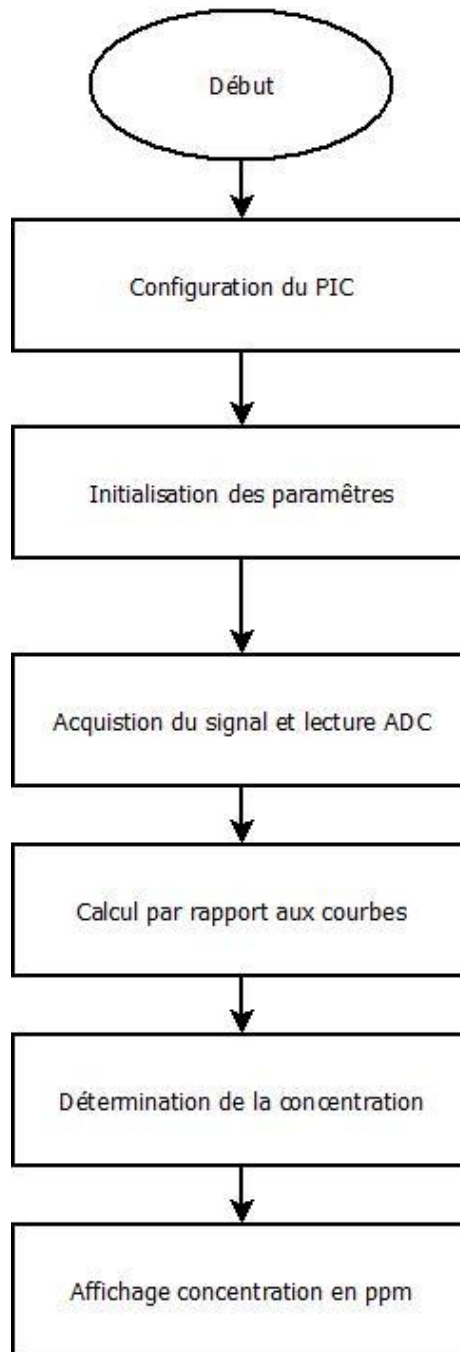 Début
Configuration du PIC
Initialisation des paramêtres
Acquistion du signal et lecture ADC
Calcul par rapport aux courbes
Détermination de la concentration
Affichage concentration en ppm